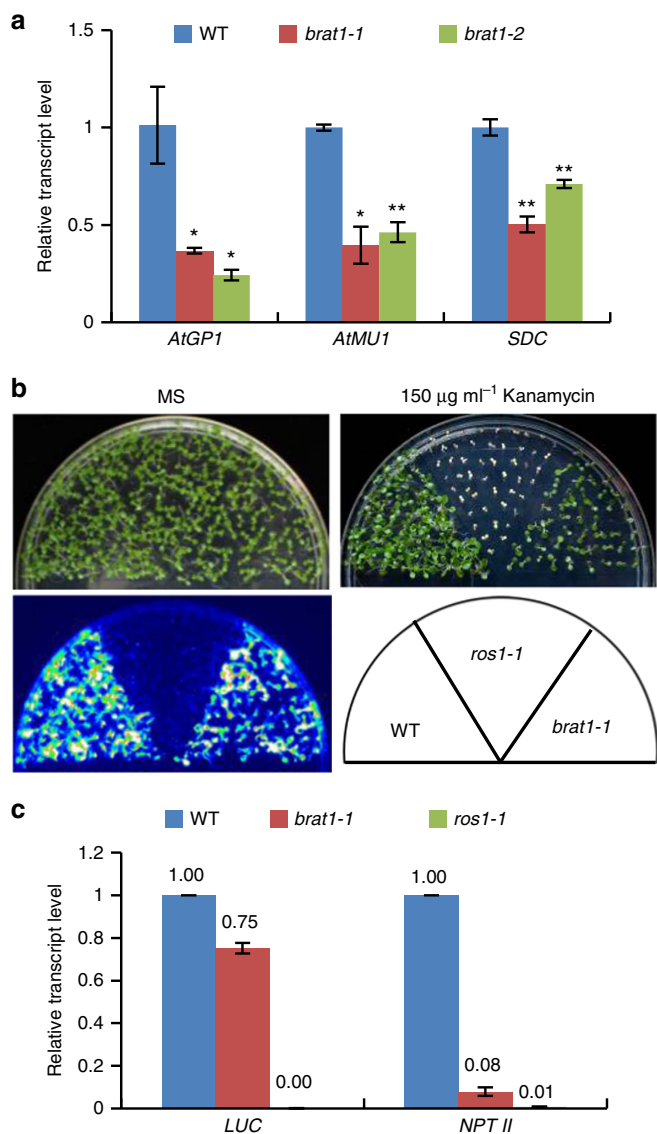 a
1.5
WT
brat1-1
brat1-2
Relative transcript level
1
0.5
0
*
*
*
**
**
**
AtGP1
AtMU1
SDC
b
MS
150 μg ml⁻¹ Kanamycin
ros1-1
WT
brat1-1
c
WT
brat1-1
ros1-1
Relative transcript level
1.2
1
0.8
0.6
0.4
0.2
0
1.00
0.75
0.00
1.00
0.08
0.01
LUC
NPT II